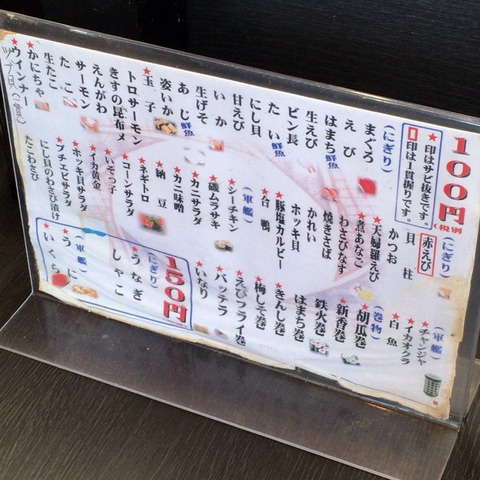 100円(税別)
★印はサビ抜きです。
印は1貫握りです。
(にぎり)
まぐろ
えび
はまち鮮魚
生えび
ビン長
たい鮮魚
にし貝
甘えび
いか
生げそ
あじ鮮魚
姿いか
★玉子
トロサーモン
きすの昆布〆
えんがわ
サーモン
たこ
生たこ
★かにちゃ
★ウインナー
(にぎり)
赤えび
貝柱
かつお
★天婦羅えび
★煮あなご
わさびなす
★焼きさば
かれい
ホッキ貝
★豚塩カルビー
★合鴨
(軍艦)
★シーチキン
★磯ムラサキ
★カニサラダ
★カニ味噌
★納豆
★ネギトロ
★コーンサラダ
★いそっ子
★イカ黄金
★ホッキ貝サラダ
★プチエビサラダ
にし貝のわさび漬け
たこわさび
(軍艦)
★チャンジャ
★イカオクラ
★白魚
(巻物)
胡瓜巻
★新香巻
鉄火巻
はまち巻
★きんし巻
★梅しそ巻
★えびフライ巻
★バッテラ
★いなり
150円
(にぎり)
★うなぎ
しゃこ
(軍艦)
★うに
★いくら